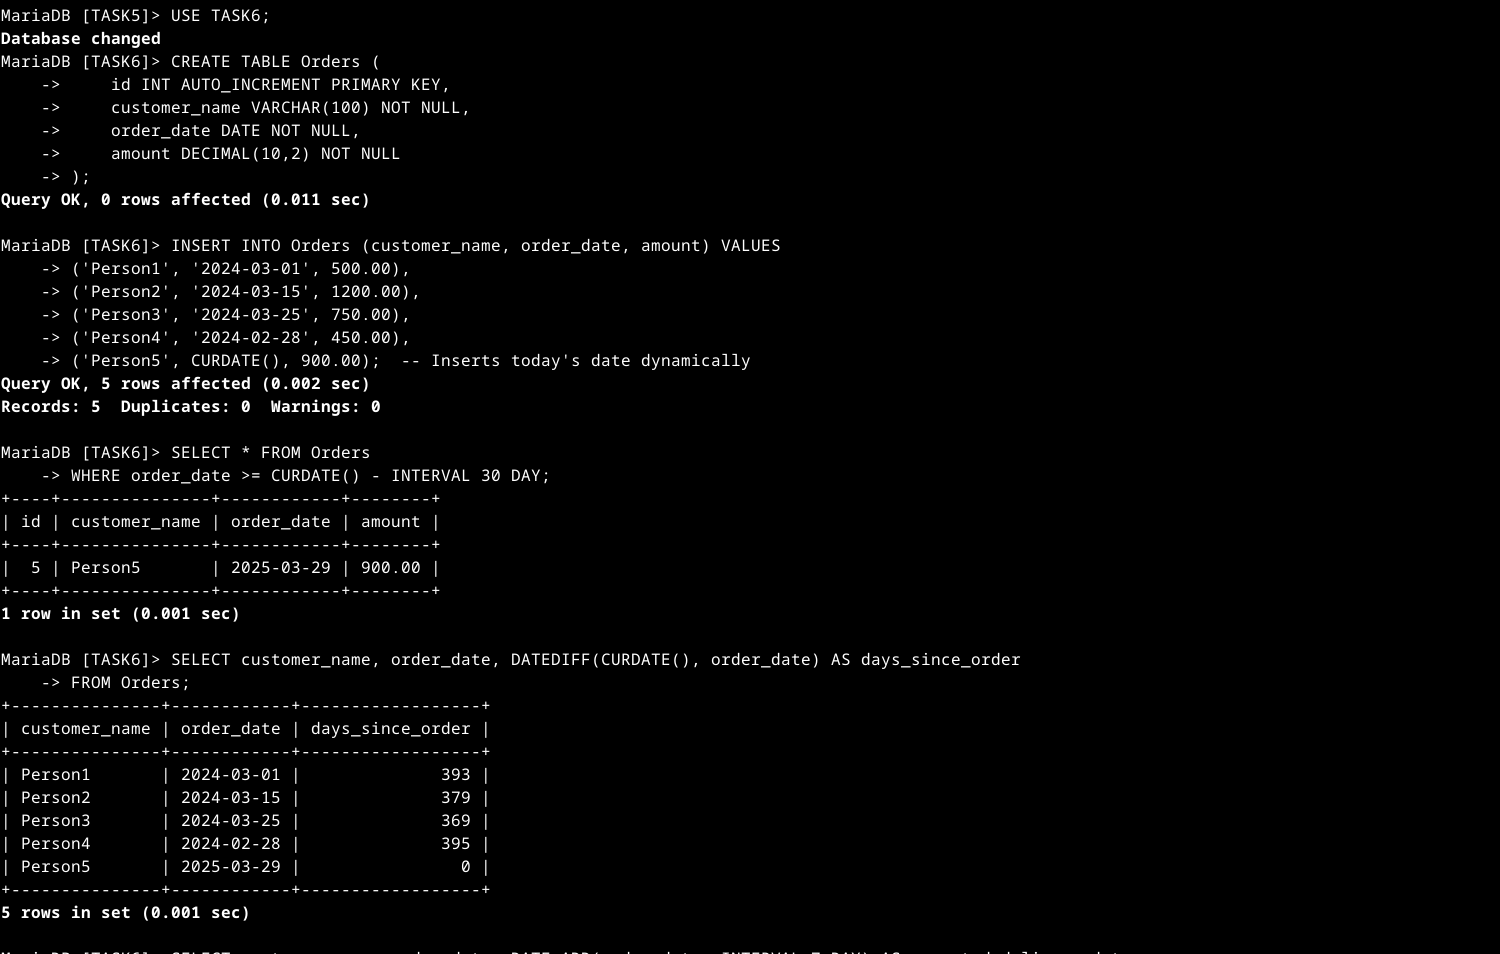 MariaDB [TASK5]> USE TASK6;
Database changed
MariaDB [TASK6]> CREATE TABLE Orders (
    ->     id INT AUTO_INCREMENT PRIMARY KEY,
    ->     customer_name VARCHAR(100) NOT NULL,
    ->     order_date DATE NOT NULL,
    ->     amount DECIMAL(10,2) NOT NULL
    -> );
Query OK, 0 rows affected (0.011 sec)

MariaDB [TASK6]> INSERT INTO Orders (customer_name, order_date, amount) VALUES
    -> ('Person1', '2024-03-01', 500.00),
    -> ('Person2', '2024-03-15', 1200.00),
    -> ('Person3', '2024-03-25', 750.00),
    -> ('Person4', '2024-02-28', 450.00),
    -> ('Person5', CURDATE(), 900.00);  -- Inserts today's date dynamically
Query OK, 5 rows affected (0.002 sec)
Records: 5  Duplicates: 0  Warnings: 0

MariaDB [TASK6]> SELECT * FROM Orders
    -> WHERE order_date >= CURDATE() - INTERVAL 30 DAY;
+----+---------------+------------+--------+
| id | customer_name | order_date | amount |
+----+---------------+------------+--------+
|  5 | Person5       | 2025-03-29 | 900.00 |
+----+---------------+------------+--------+
1 row in set (0.001 sec)

MariaDB [TASK6]> SELECT customer_name, order_date, DATEDIFF(CURDATE(), order_date) AS days_since_order
    -> FROM Orders;
+---------------+------------+------------------+
| customer_name | order_date | days_since_order |
+---------------+------------+------------------+
| Person1       | 2024-03-01 |              393 |
| Person2       | 2024-03-15 |              379 |
| Person3       | 2024-03-25 |              369 |
| Person4       | 2024-02-28 |              395 |
| Person5       | 2025-03-29 |                0 |
+---------------+------------+------------------+
5 rows in set (0.001 sec)